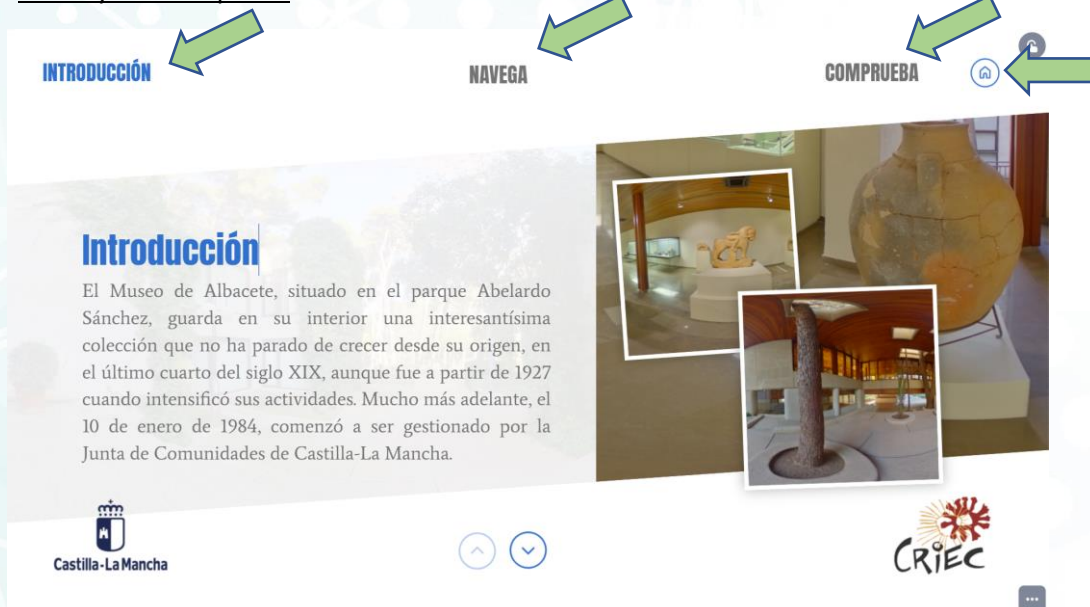 INTRODUCCIÓN
NAVEGA
COMPRUEBA
Introducción
El Museo de Albacete, situado en el parque Abelardo
Sánchez, guarda en su interior una interesantísima
colección que no ha parado de crecer desde su origen, en
el último cuarto del siglo XIX, aunque fue a partir de 1927
cuando intensificó sus actividades. Mucho más adelante, el
10 de enero de 1984, comenzó a ser gestionado por la
Junta de Comunidades de Castilla-La Mancha.
Castilla-La Mancha
CRIEC